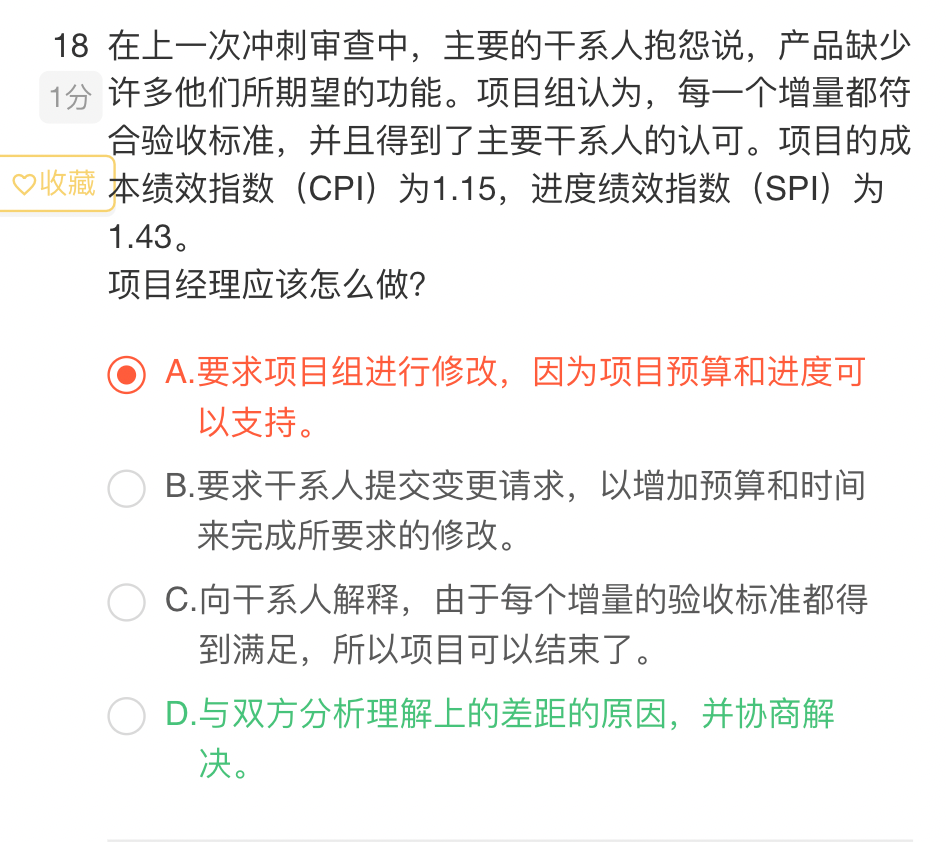 18 在上一次冲刺审查中，主要的干系人抱怨说，产品缺少
1分 许多他们所期望的功能。项目组认为，每一个增量都符
合验收标准，并且得到了主要干系人的认可。项目的成
收藏 本绩效指数（CPI）为1.15，进度绩效指数（SPI）为
1.43。
项目经理应该怎么做？
A.要求项目组进行修改，因为项目预算和进度可
以支持。
B.要求干系人提交变更请求，以增加预算和时间
来完成所要求的修改。
C.向干系人解释，由于每个增量的验收标准都得
到满足，所以项目可以结束了。
D.与双方分析理解上的差距的原因，并协商解
决。